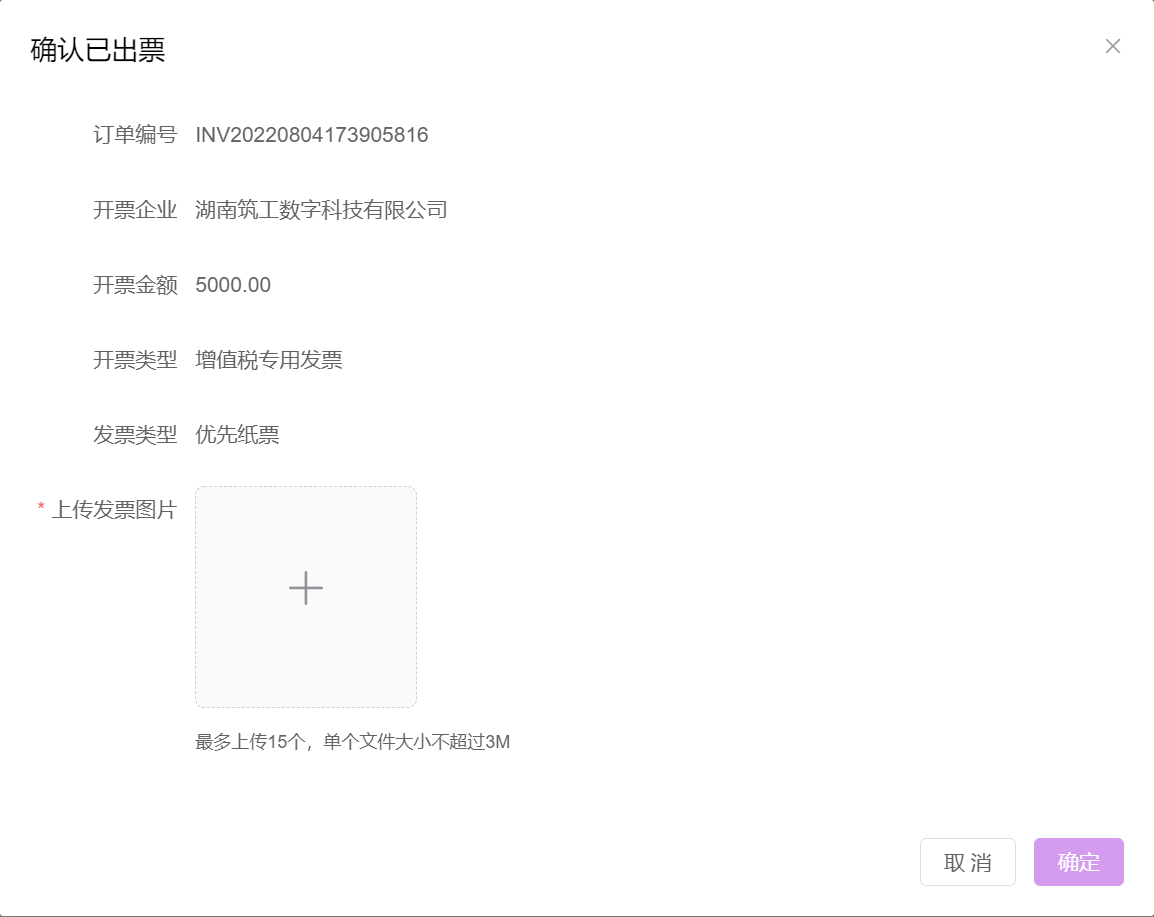 确认已出票
订单编号 INV20220804173905816
开票企业 湖南筑工数字科技有限公司
开票金额 5000.00
开票类型 增值税专用发票
发票类型 优先纸票
* 上传发票图片
最多上传15个，单个文件大小不超过3M
取 消 确定